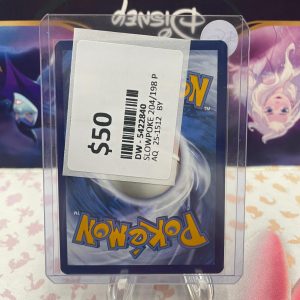 Disney
$50
DW - 5422840
SLOWPOKE 204/198 P
AQ 25-1512 BY
POKÉMON